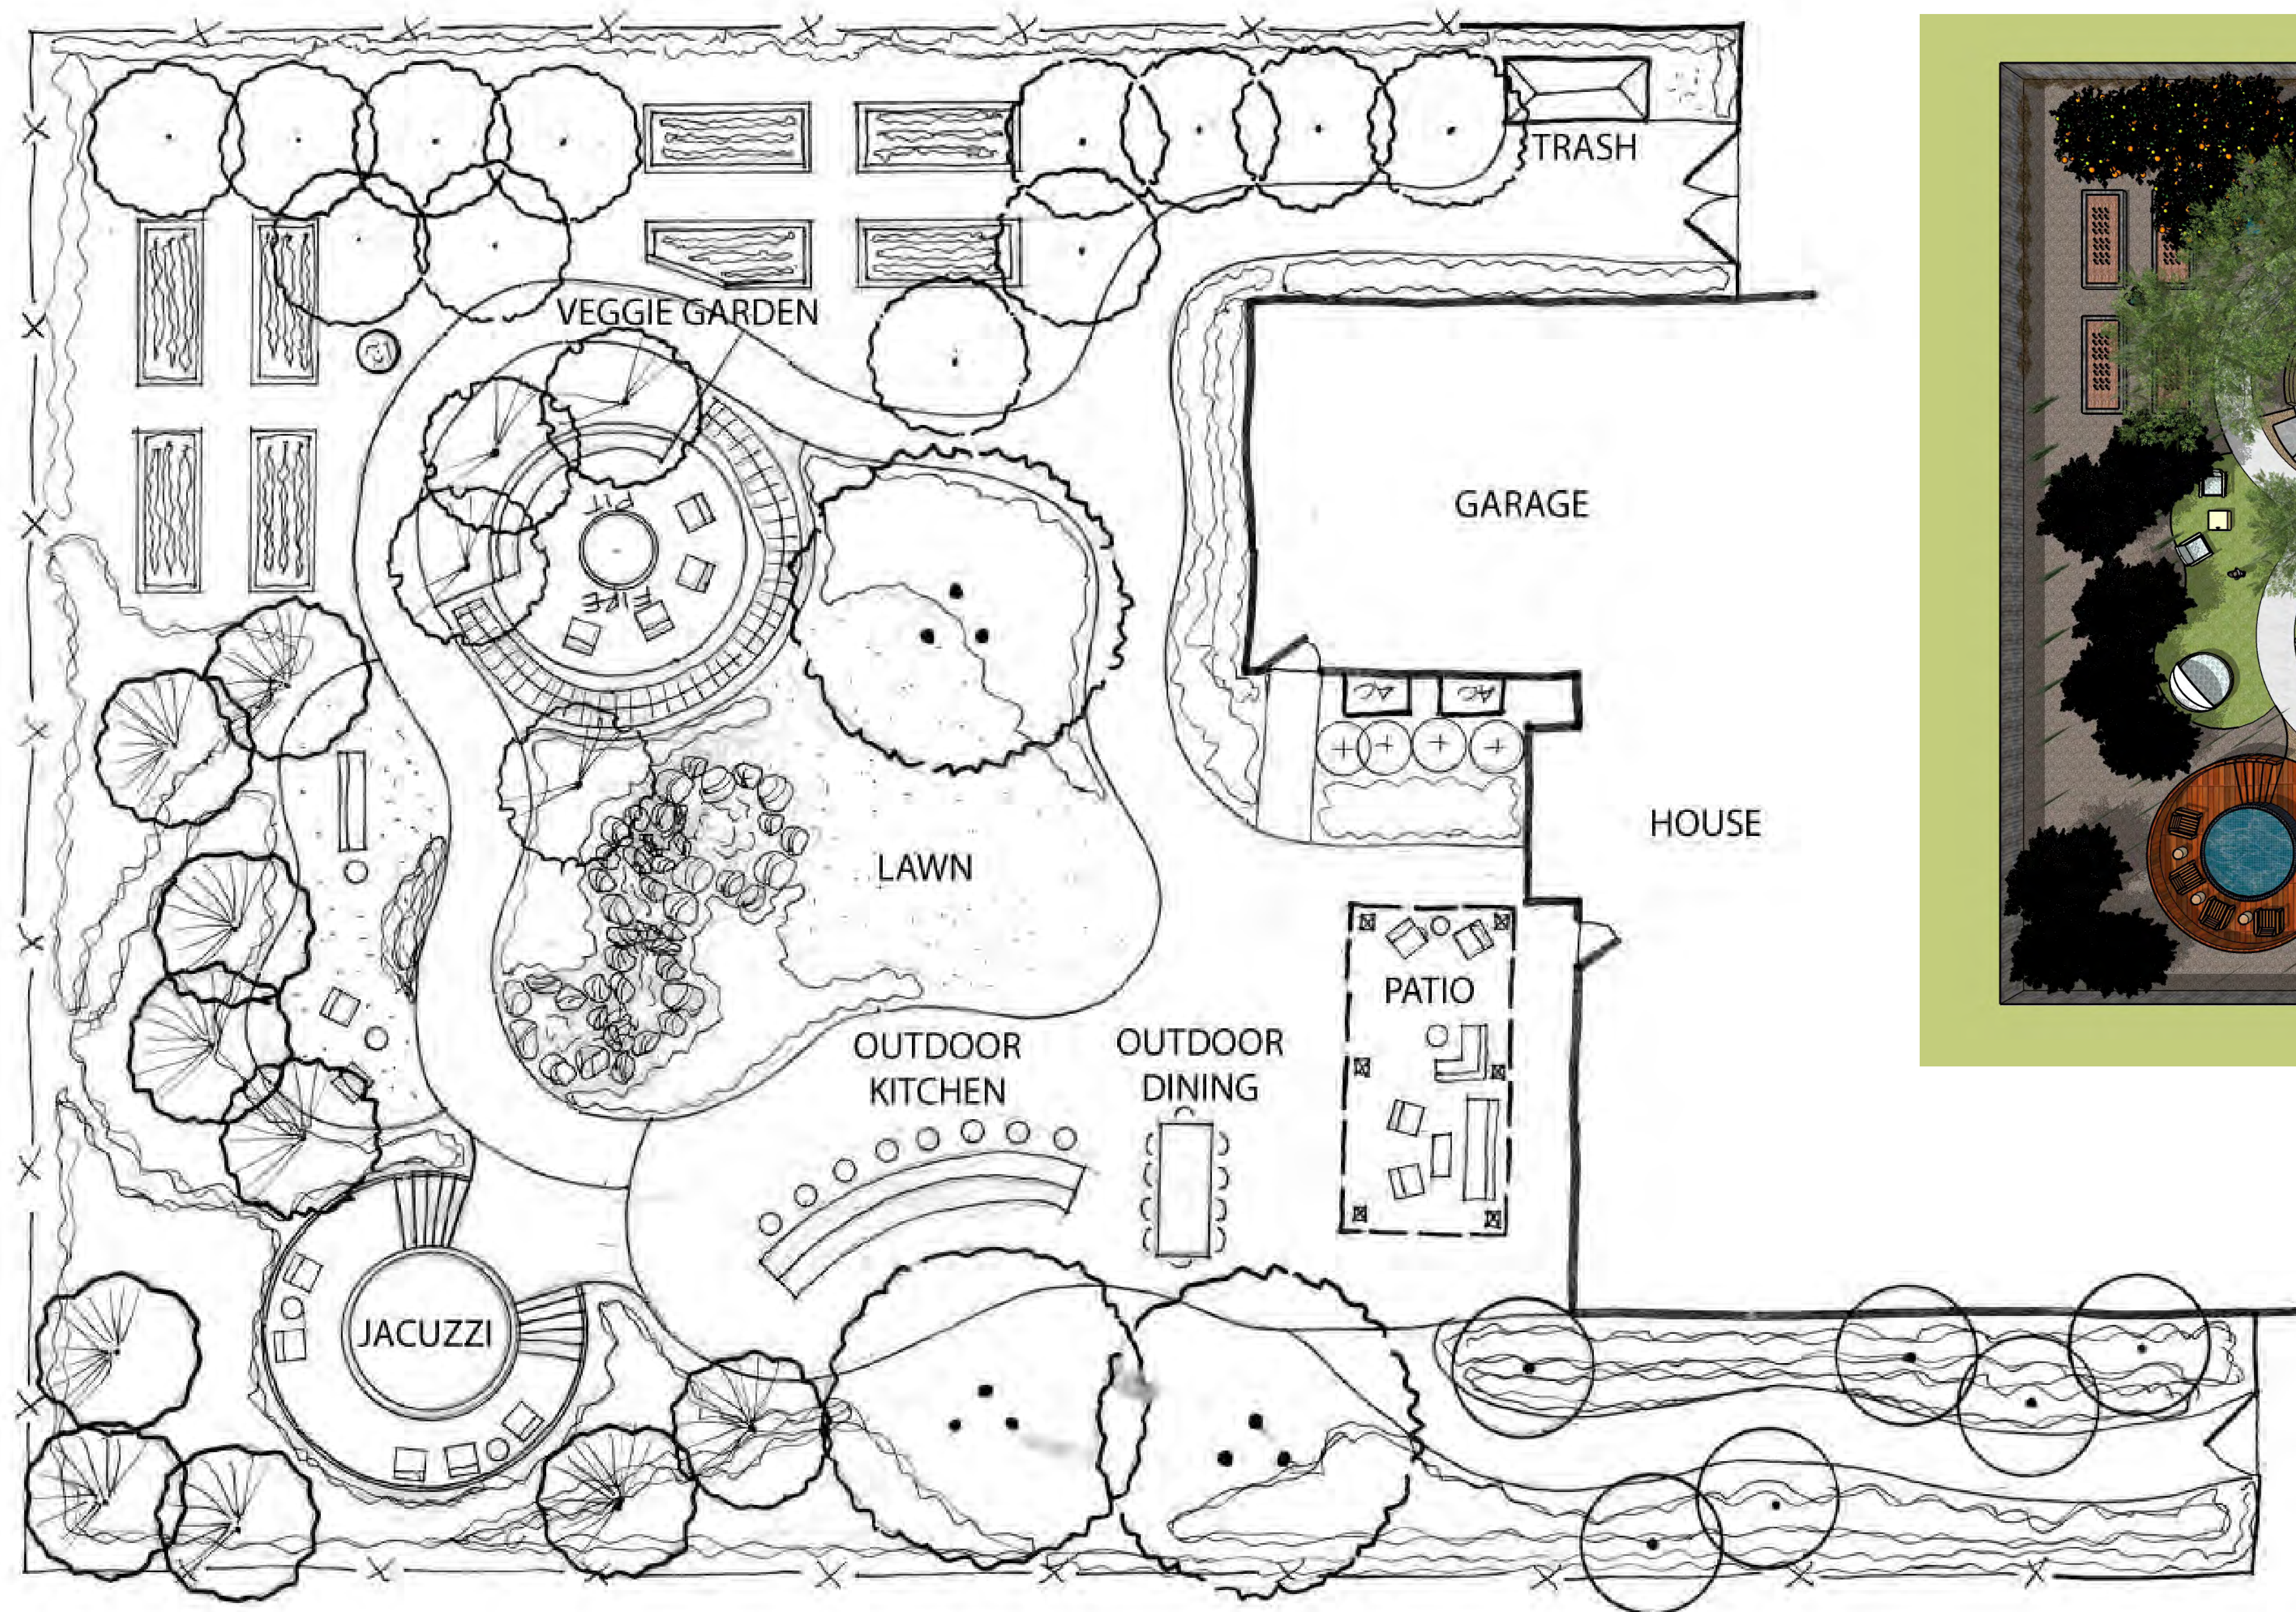 TRASH
VEGGIE GARDEN
GARAGE
PIT
FIRE
AC
AC
HOUSE
LAWN
PATIO
OUTDOOR
KITCHEN
OUTDOOR
DINING
JACUZZI